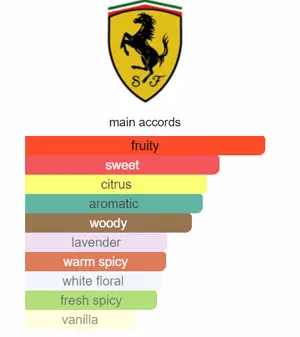 S F
main accords
fruity
sweet
citrus
aromatic
woody
lavender
warm spicy
white floral
fresh spicy
vanilla